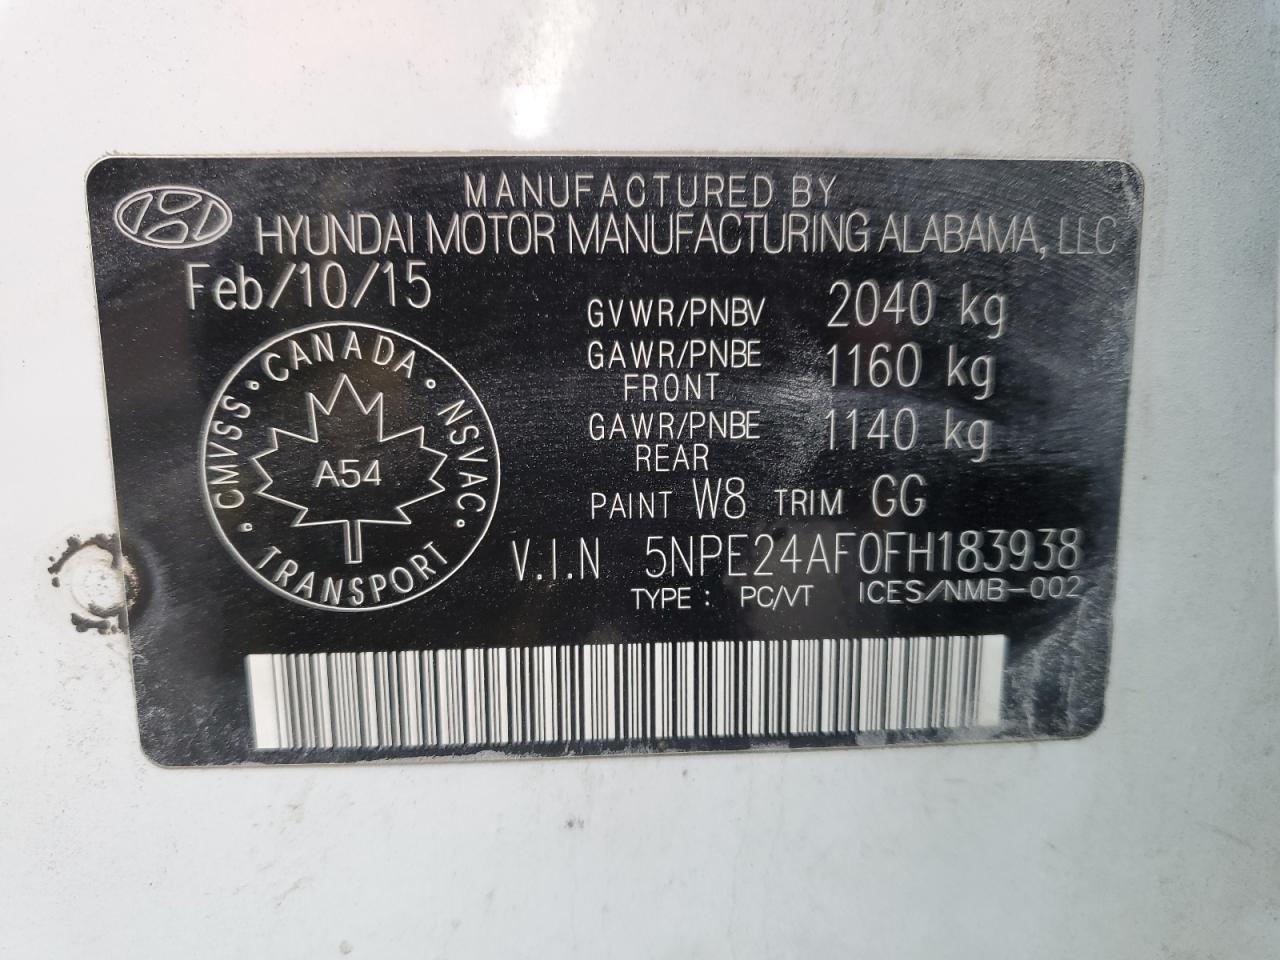 MANUFACTURED BY
HYUNDAI MOTOR MANUFACTURING ALABAMA, LLC
Feb/10/15
GVWR/PNBV 2040 kg
GAWR/PNBE 1160 kg
FRONT
GAWR/PNBE 1140 kg
REAR
PAINT W8 TRIM GG
V.I.N 5NPE24AF0FH183938
TYPE : PC/VT ICES/NMB-002
• CMVSS • CANADA • NSVAC •
A54
TRANSPORT